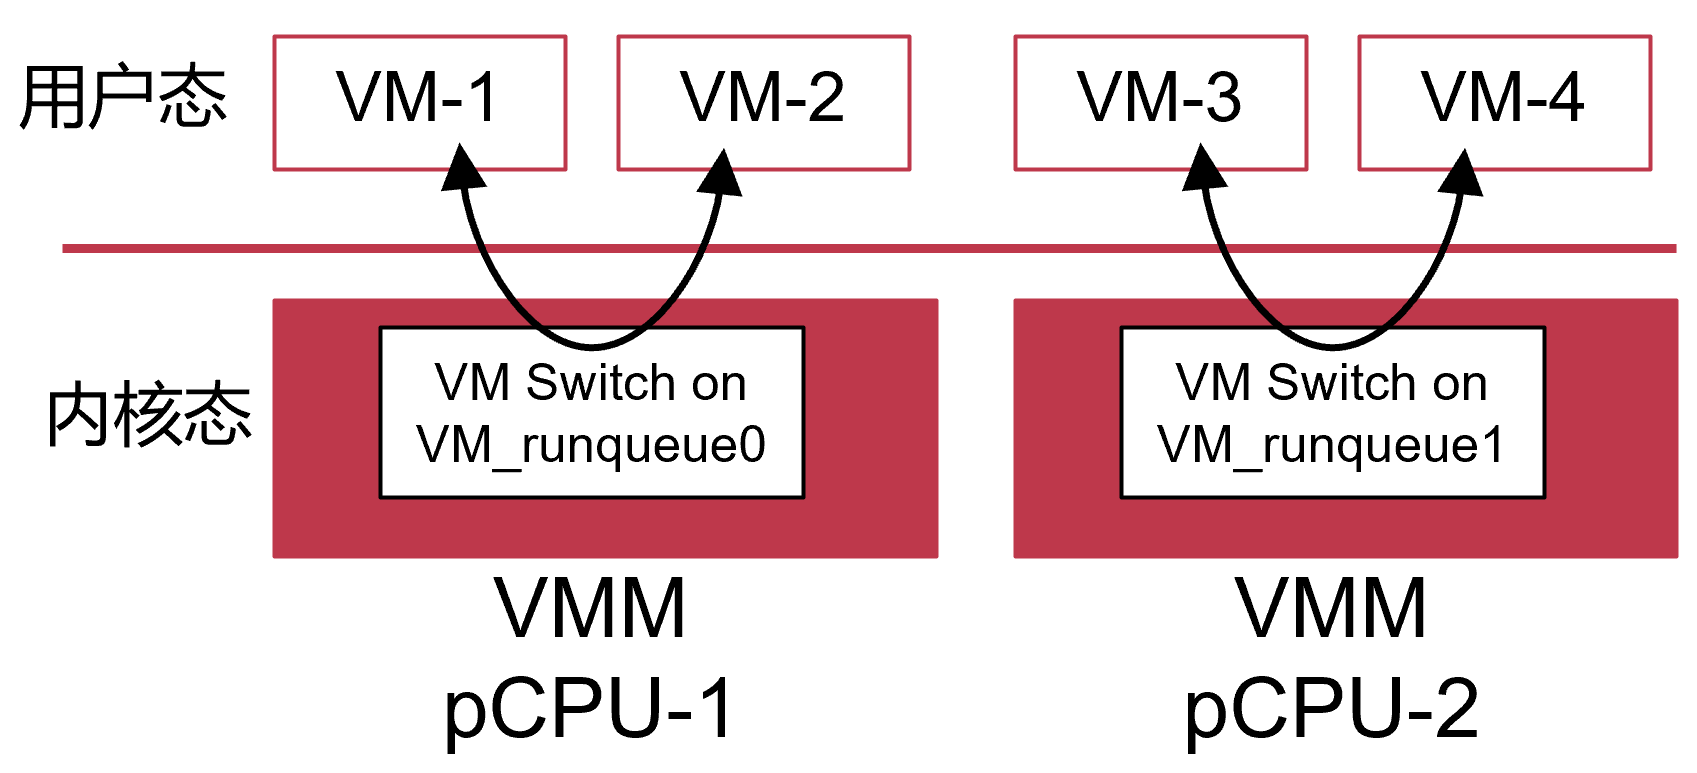 用户态
VM-1
VM-2
VM-3
VM-4
内核态
VM Switch on
VM_runqueue0
VM Switch on
VM_runqueue1
VMM
pCPU-1
VMM
pCPU-2